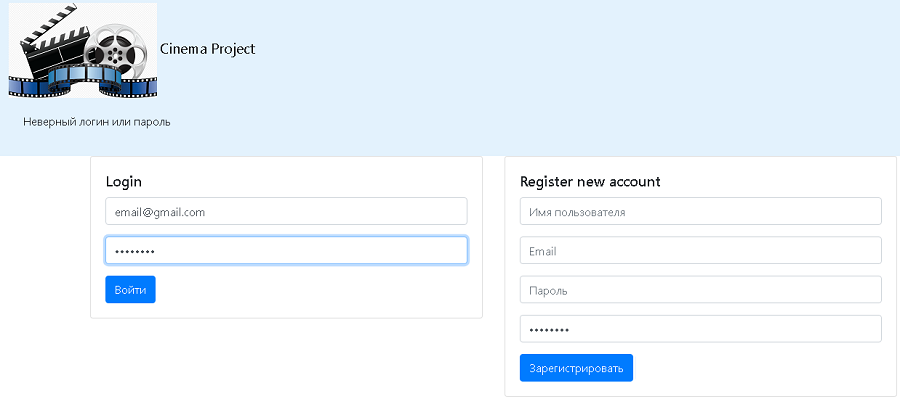 Cinema Project
Неверный логин или пароль
Login
email@gmail.com
••••••••
Войти
Register new account
Имя пользователя
Email
Пароль
••••••••
Зарегистрировать